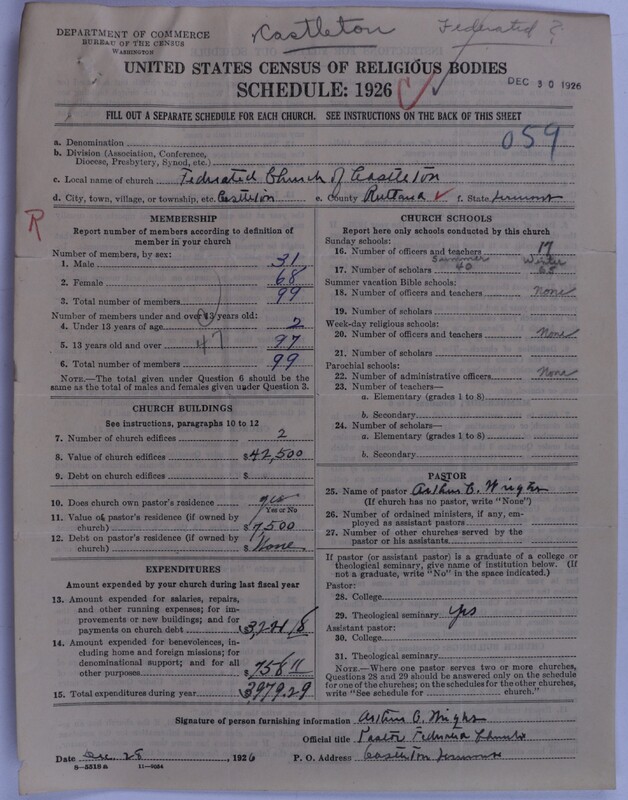 Castleton Federated ?
DEPARTMENT OF COMMERCE
BUREAU OF THE CENSUS
WASHINGTON
UNITED STATES CENSUS OF RELIGIOUS BODIES
SCHEDULE: 1926
DEC 30 1926
FILL OUT A SEPARATE SCHEDULE FOR EACH CHURCH. SEE INSTRUCTIONS ON THE BACK OF THIS SHEET
059
a. Denomination
b. Division (Association, Conference,
Diocese, Presbytery, Synod, etc.)
c. Local name of church Federated Church of Castleton
d. City, town, village, or township, etc. Castleton e. County Rutland f. State Vermont
R
MEMBERSHIP
Report number of members according to definition of
member in your church
Number of members, by sex:
1. Male 31
2. Female 68
3. Total number of members 99
Number of members under and over 13 years old:
4. Under 13 years of age 2
5. 13 years old and over 47 97
6. Total number of members 99
NOTE.—The total given under Question 6 should be
the same as the total of males and females given under Question 3.
CHURCH BUILDINGS
See instructions, paragraphs 10 to 12
7. Number of church edifices 2
8. Value of church edifices $42,500
9. Debt on church edifices $
10. Does church own pastor's residence yes
Yes or No
11. Value of pastor's residence (if owned by
church) $7500
12. Debt on pastor's residence (if owned by
church) $None
EXPENDITURES
Amount expended by your church during last fiscal year
13. Amount expended for salaries, repairs,
and other running expenses; for im-
provements or new buildings; and for
payments on church debt $
14. Amount expended for benevolences, in-
cluding home and foreign missions; for
denominational support; and for all
other purposes $758 11
15. Total expenditures during year $3979.29
CHURCH SCHOOLS
Report here only schools conducted by this church
Sunday schools:
16. Number of officers and teachers 17
Summer Winter
17. Number of scholars 40 65
Summer vacation Bible schools:
18. Number of officers and teachers None
19. Number of scholars
Week-day religious schools:
20. Number of officers and teachers None
21. Number of scholars
Parochial schools:
22. Number of administrative officers None
23. Number of teachers—
a. Elementary (grades 1 to 8)
b. Secondary
24. Number of scholars—
a. Elementary (grades 1 to 8)
b. Secondary
PASTOR
25. Name of pastor Arthur C. Wright
(If church has no pastor, write "None")
26. Number of ordained ministers, if any, em-
ployed as assistant pastors
27. Number of other churches served by the
pastor or his assistants
If pastor (or assistant pastor) is a graduate of a college or
theological seminary, give name of institution below. (If
not a graduate, write "No" in the space indicated.)
Pastor:
28. College
29. Theological seminary Yes
Assistant pastor:
30. College
31. Theological seminary
NOTE.—Where one pastor serves two or more churches,
Questions 28 and 29 should be answered only on the schedule
for one of the churches; on the schedules for the other churches,
write "See schedule for church."
Signature of person furnishing information Arthur C. Wright
Official title Pastor Federated Church
Date Dec. 28, 1926 P. O. Address Castleton Vermont
8—5518a 11—9054